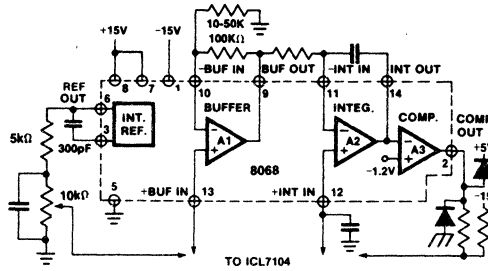 +15V
-15V
10-50K
100KΩ
-BUF IN
BUF OUT
-INT IN
INT OUT
REF
OUT
8
7
1
10
9
11
14
6
BUFFER
INTEG.
COMP.
COMP
INT.
REF.
3
A1
A2
A3
2
5kΩ
300pF
8068
-1.2V
+5V
10kΩ
5
+BUF IN
13
+INT IN
12
TO ICL7104